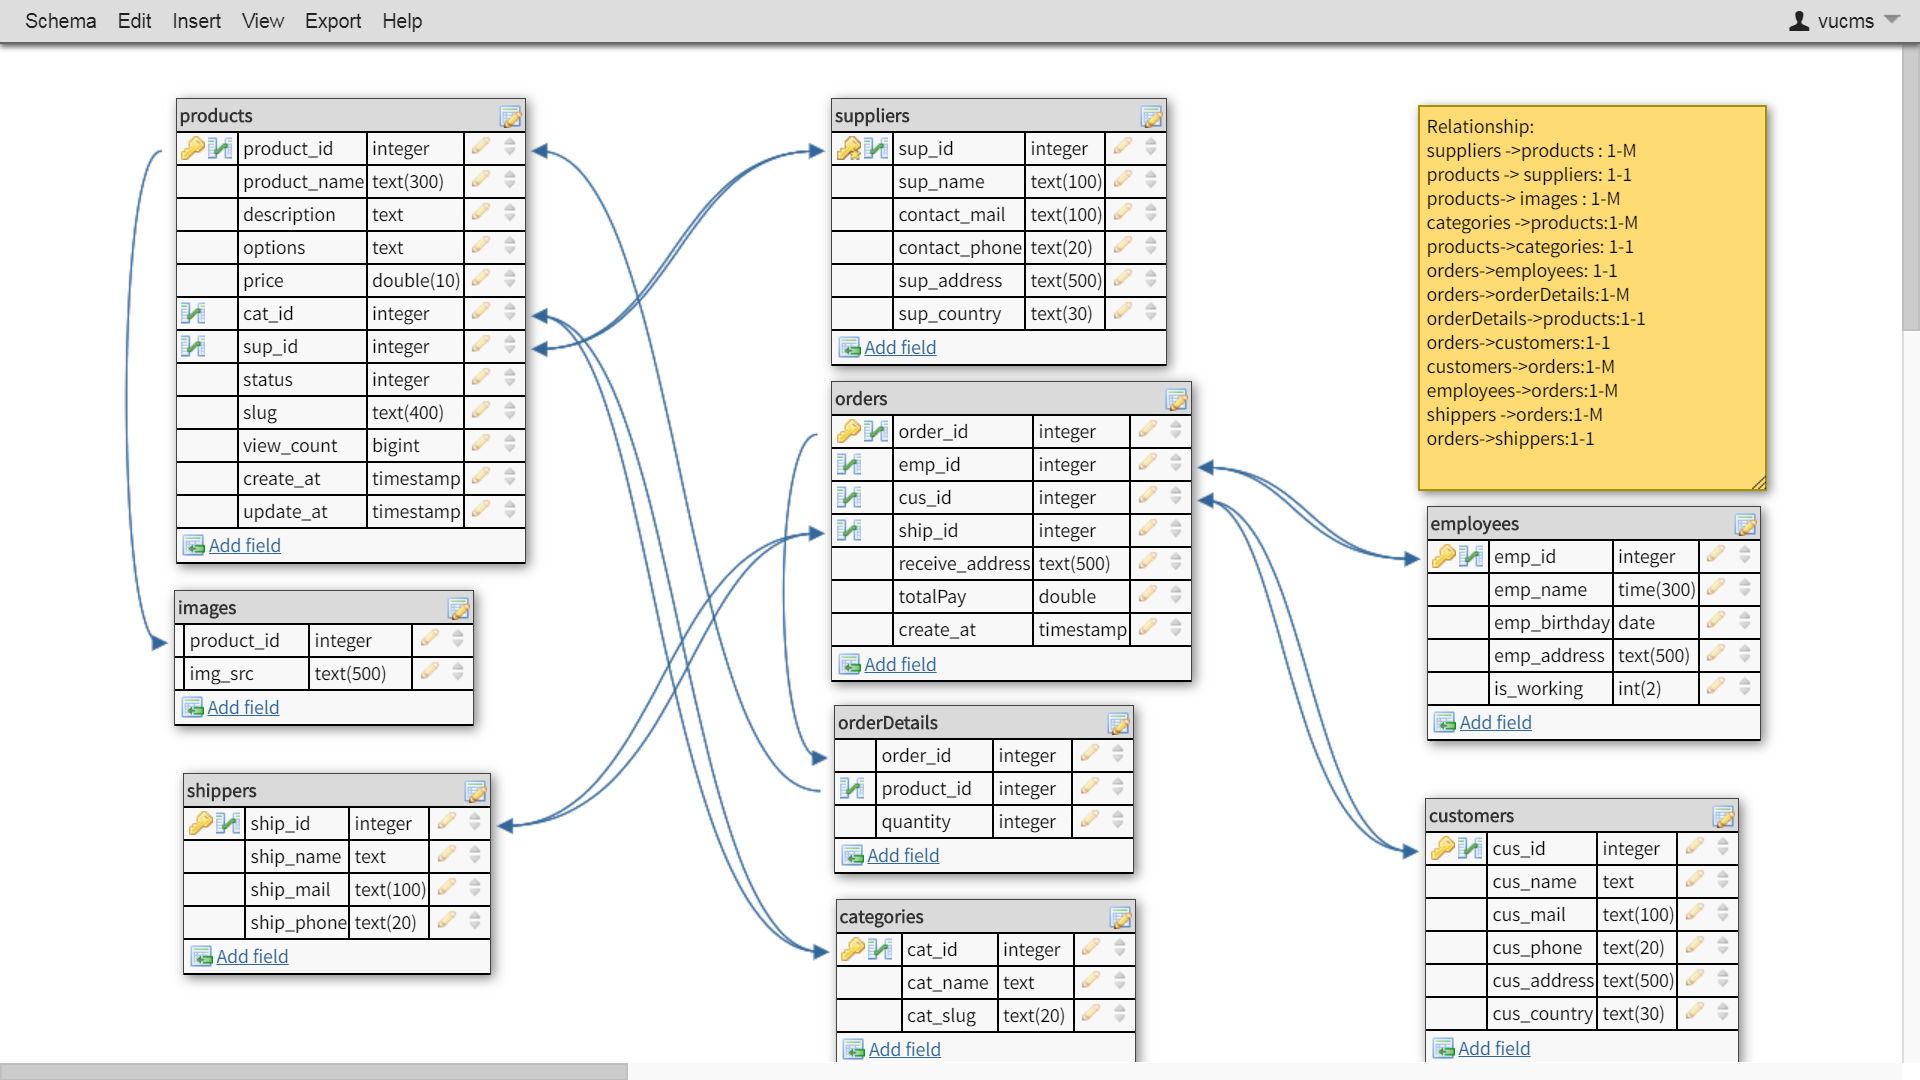 Schema Edit Insert View Export Help
vucms
products
product_id integer
product_name text(300)
description text
options text
price double(10)
cat_id integer
sup_id integer
status integer
slug text(400)
view_count bigint
create_at timestamp
update_at timestamp
Add field
images
product_id integer
img_src text(500)
Add field
shippers
ship_id integer
ship_name text
ship_mail text(100)
ship_phone text(20)
Add field
suppliers
sup_id integer
sup_name text(100)
contact_mail text(100)
contact_phone text(20)
sup_address text(500)
sup_country text(30)
Add field
orders
order_id integer
emp_id integer
cus_id integer
ship_id integer
receive_address text(500)
totalPay double
create_at timestamp
Add field
orderDetails
order_id integer
product_id integer
quantity integer
Add field
categories
cat_id integer
cat_name text
cat_slug text(20)
Add field
Relationship:
suppliers ->products : 1-M
products -> suppliers: 1-1
products-> images : 1-M
categories ->products:1-M
products->categories: 1-1
orders->employees: 1-1
orders->orderDetails:1-M
orderDetails->products:1-1
orders->customers:1-1
customers->orders:1-M
employees->orders:1-M
shippers ->orders:1-M
orders->shippers:1-1
employees
emp_id integer
emp_name time(300)
emp_birthday date
emp_address text(500)
is_working int(2)
Add field
customers
cus_id integer
cus_name text
cus_mail text(100)
cus_phone text(20)
cus_address text(500)
cus_country text(30)
Add field